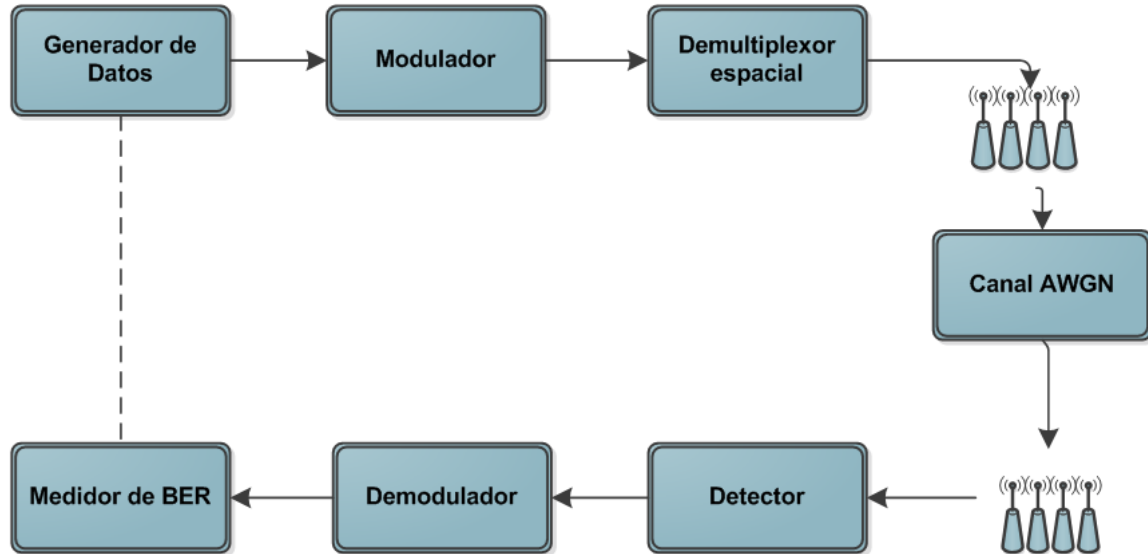 Generador de
Datos
Modulador
Demultiplexor
espacial
Canal AWGN
Medidor de BER
Demodulador
Detector